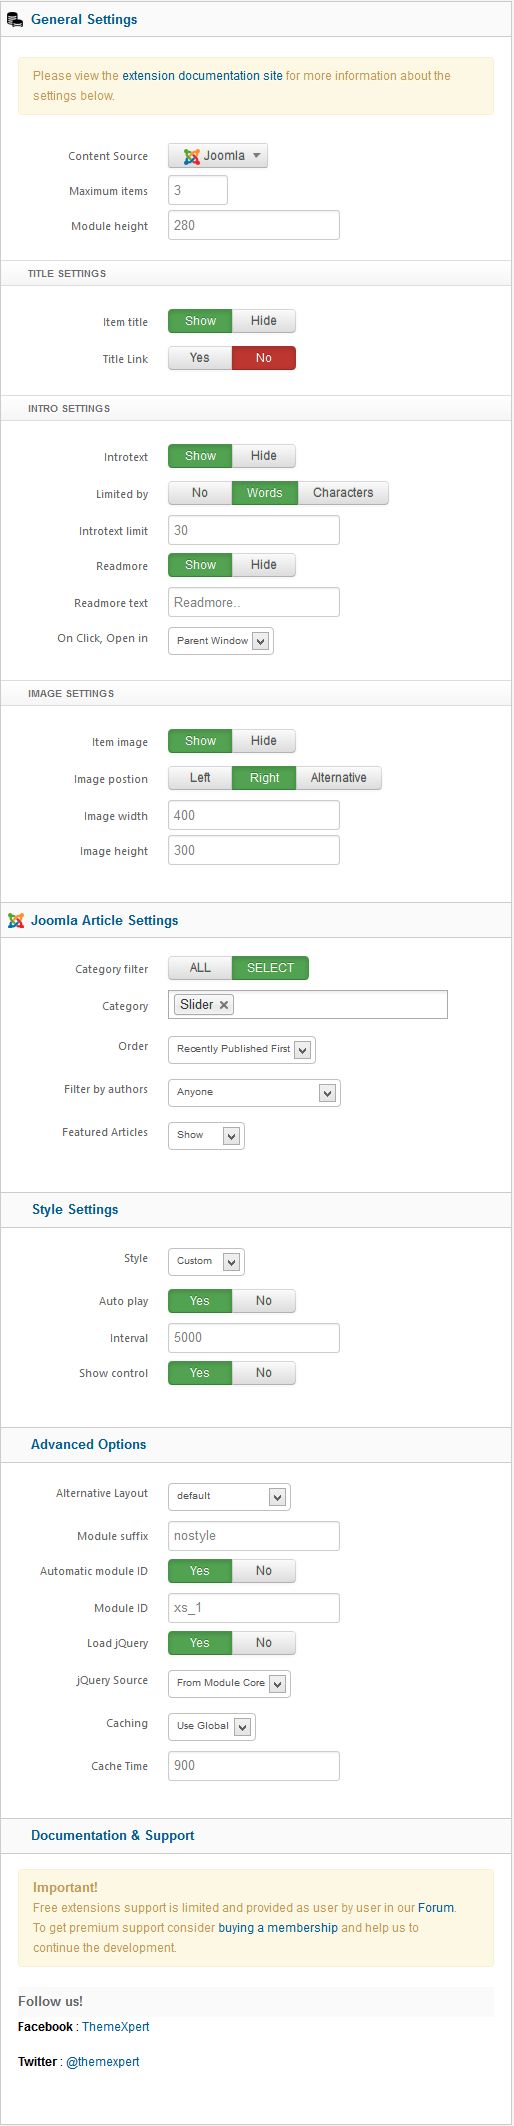 General Settings
Please view the extension documentation site for more information about the
settings below.
Content Source Joomla
Maximum items 3
Module height 280
TITLE SETTINGS
Item title Show Hide
Title Link Yes No
INTRO SETTINGS
Introtext Show Hide
Limited by No Words Characters
Introtext limit 30
Readmore Show Hide
Readmore text Readmore..
On Click, Open in Parent Window
IMAGE SETTINGS
Item image Show Hide
Image postion Left Right Alternative
Image width 400
Image height 300
Joomla Article Settings
Category filter ALL SELECT
Category Slider
Order Recently Published First
Filter by authors Anyone
Featured Articles Show
Style Settings
Style Custom
Auto play Yes No
Interval 5000
Show control Yes No
Advanced Options
Alternative Layout default
Module suffix nostyle
Automatic module ID Yes No
Module ID xs_1
Load jQuery Yes No
jQuery Source From Module Core
Caching Use Global
Cache Time 900
Documentation & Support
Important!
Free extensions support is limited and provided as user by user in our Forum.
To get premium support consider buying a membership and help us to
continue the development.
Follow us!
Facebook : ThemeXpert
Twitter : @themexpert